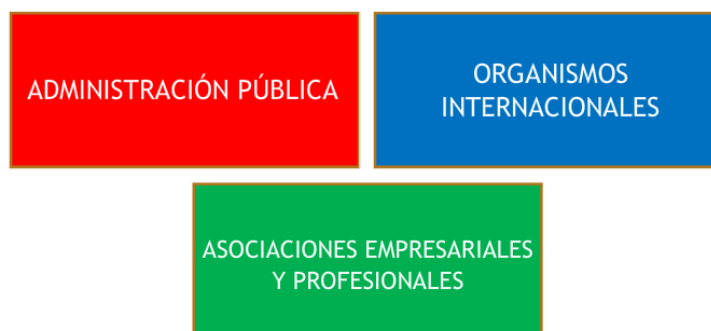 ADMINISTRACIÓN PÚBLICA
ORGANISMOS
INTERNACIONALES
ASOCIACIONES EMPRESARIALES
Y PROFESIONALES